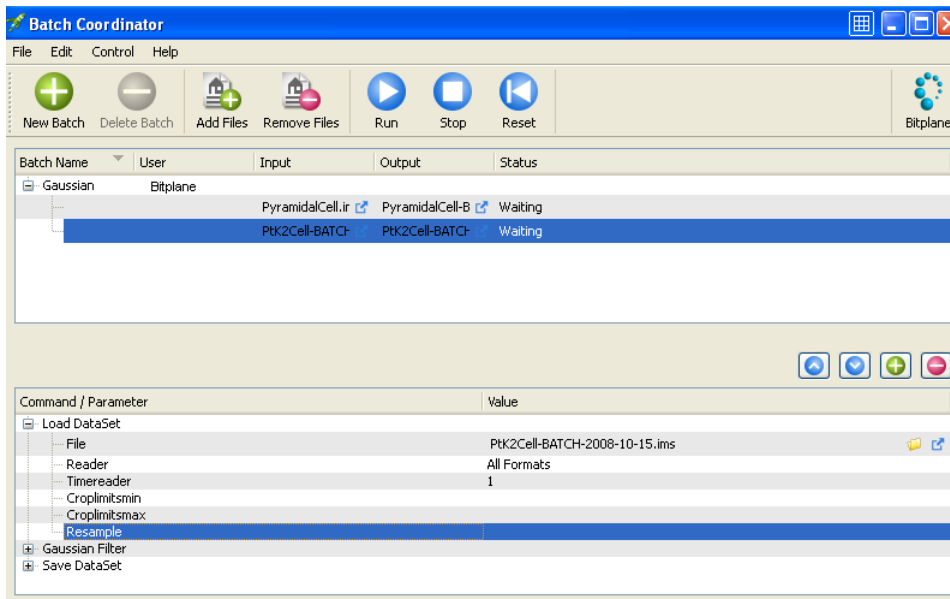 Batch Coordinator
File Edit Control Help
New Batch Delete Batch Add Files Remove Files Run Stop Reset Bitplane
Batch Name User Input Output Status
Gaussian Bitplane
PyramidalCell.ir PyramidalCell-B Waiting
PtK2Cell-BATCH PtK2Cell-BATCH Waiting
Command / Parameter Value
Load DataSet
File PtK2Cell-BATCH-2008-10-15.ims
Reader All Formats
Timereader 1
Croplimitsmin
Croplimitsmax
Resample
Gaussian Filter
Save DataSet